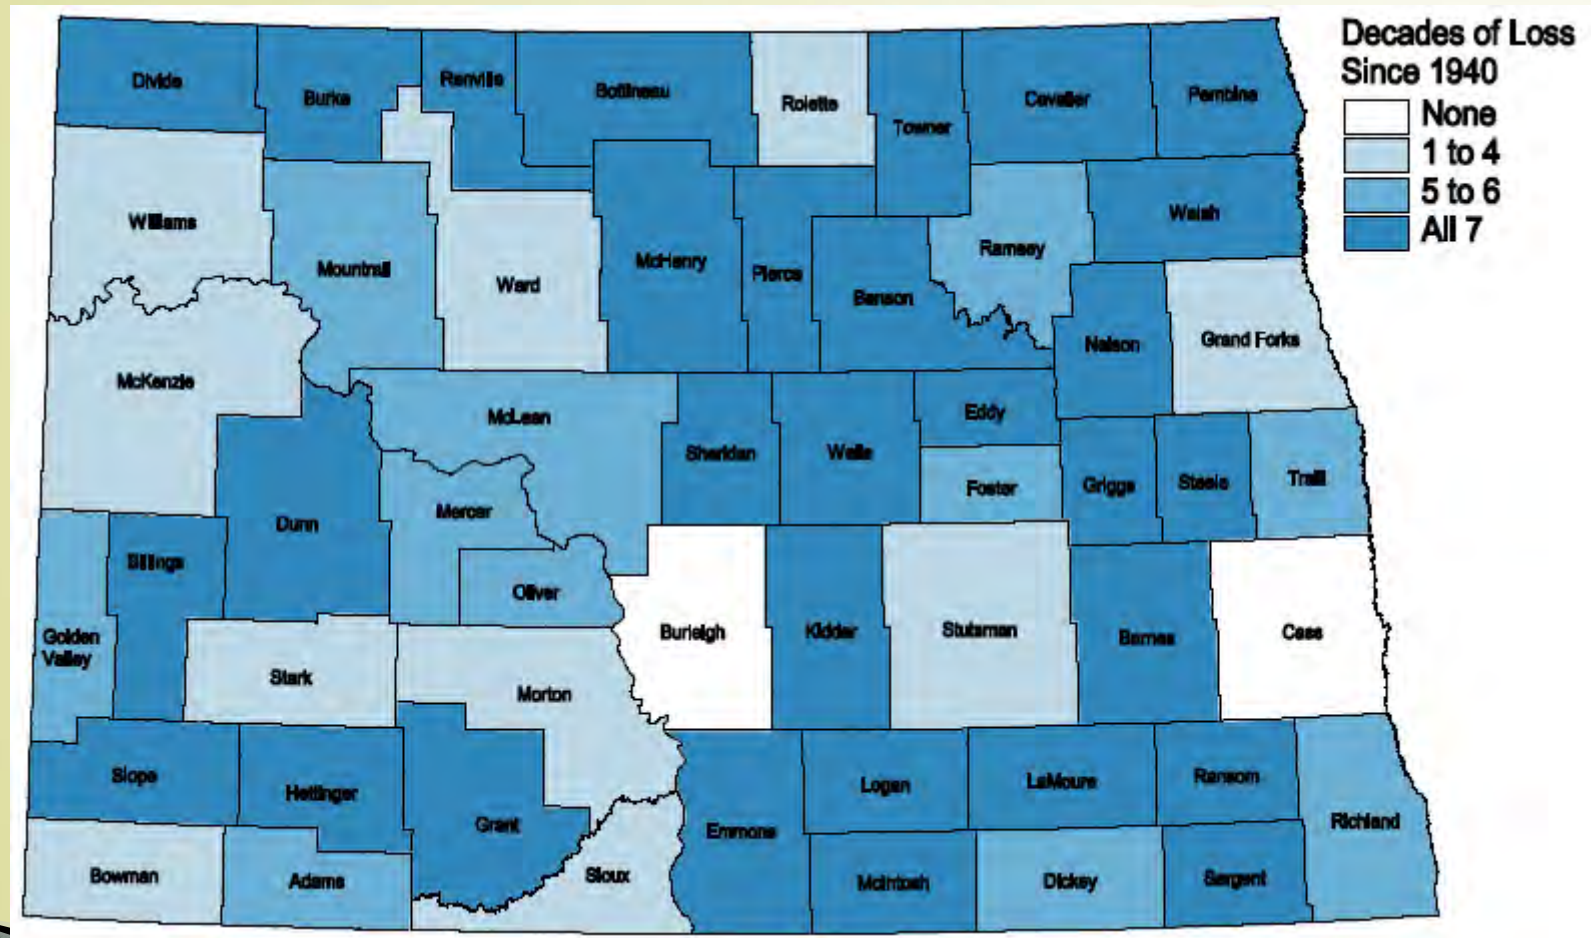 Decades of Loss
Since 1940
None
1 to 4
5 to 6
All 7
Divide
Burke
Renville
Bottineau
Rolette
Towner
Cavalier
Pembina
Williams
Mountrail
Ward
McHenry
Pierce
Benson
Ramsey
Walsh
Nelson
Grand Forks
McKenzie
McLean
Sheridan
Wells
Eddy
Foster
Griggs
Steele
Traill
Dunn
Mercer
Oliver
Billings
Golden
Valley
Stark
Morton
Burleigh
Kidder
Stutsman
Barnes
Cass
Slope
Hettinger
Grant
Sioux
Emmons
Logan
LaMoure
Ransom
Richland
Bowman
Adams
McIntosh
Dickey
Sargent